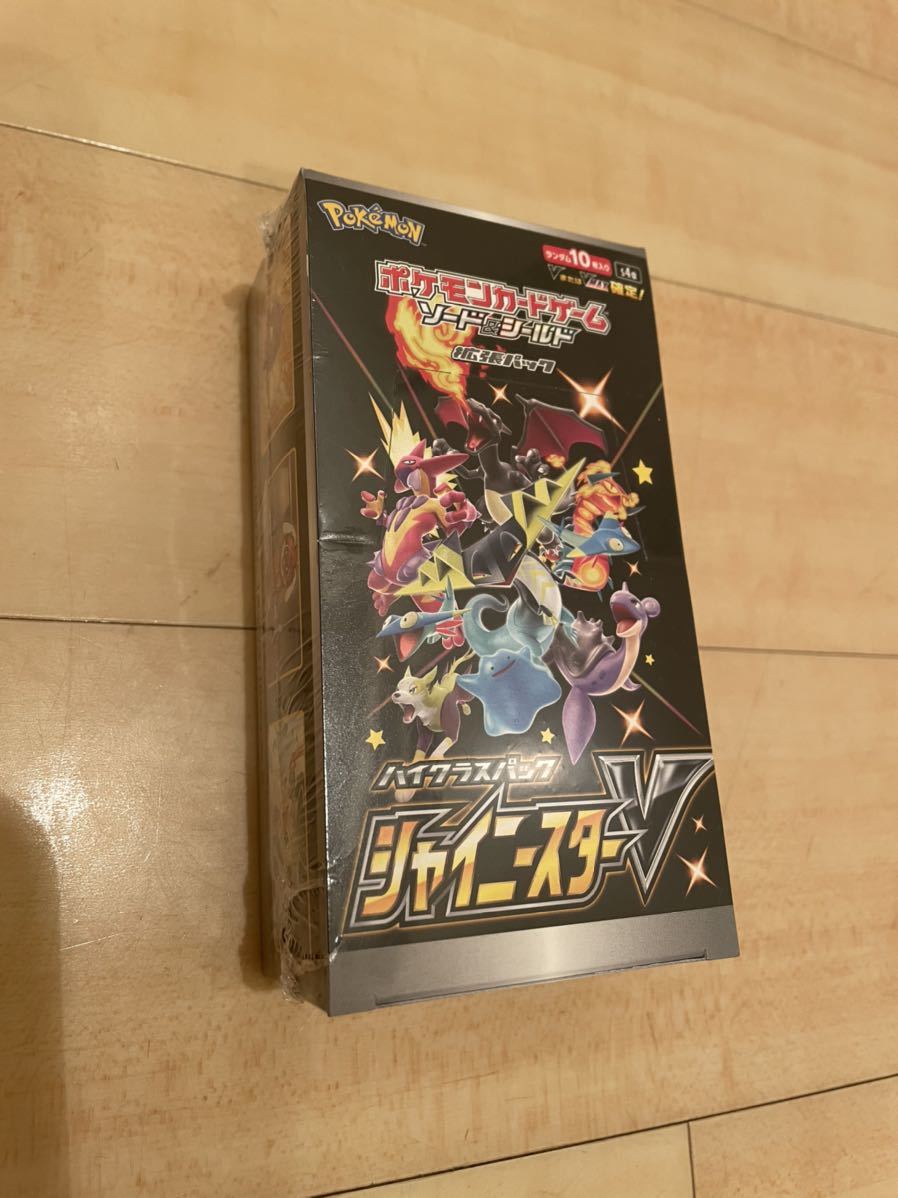 POKéMON
ランダム10枚入り
s4a
VまたはVMAX確定!
ポケモンカードゲーム
ソード&シールド
拡張パック
ハイクラスパック
シャイニースターV